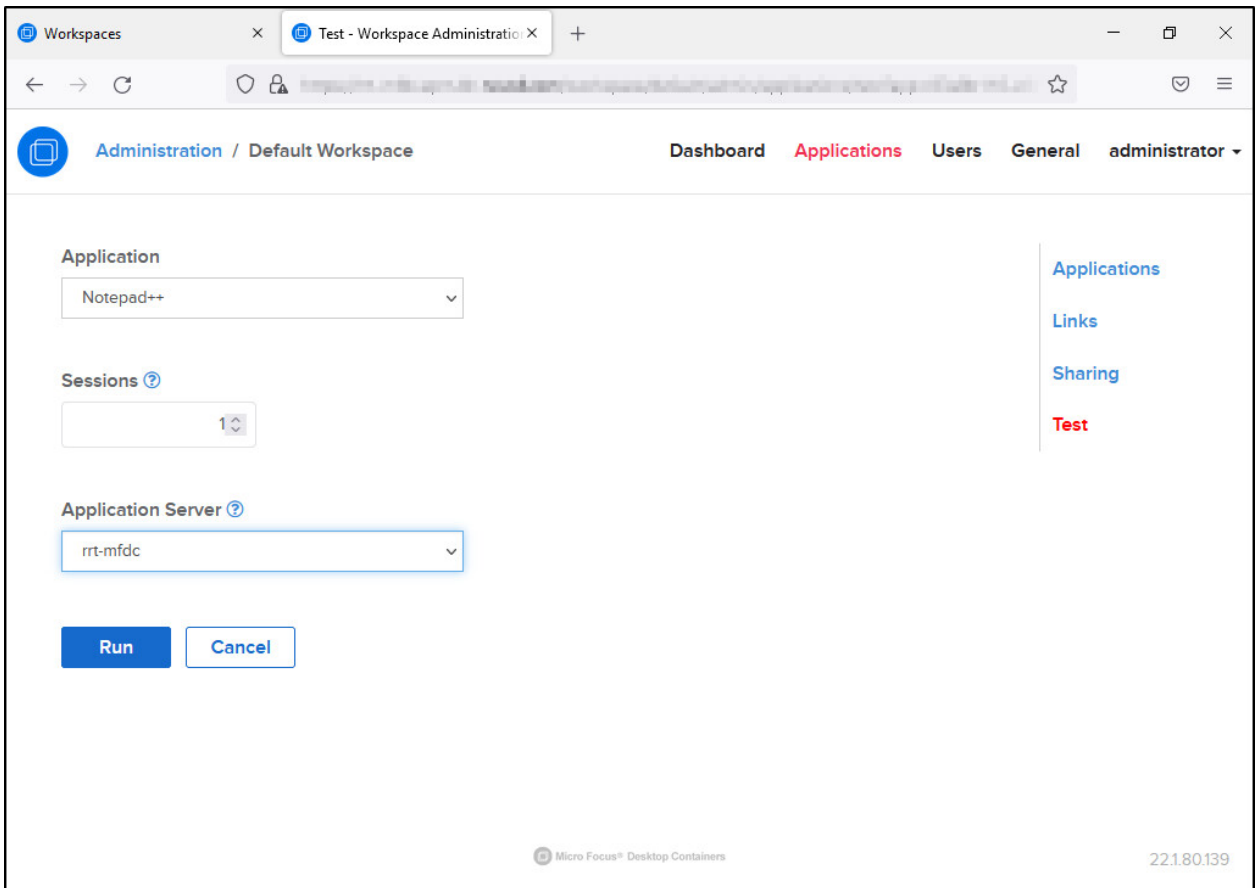 Workspaces
Test - Workspace Administration
Administration / Default Workspace Dashboard Applications Users General administrator
Application
Notepad++
Applications
Links
Sessions
Sharing
1
Test
Application Server
rrt-mfdc
Run Cancel
Micro Focus® Desktop Containers
22.1.80.139